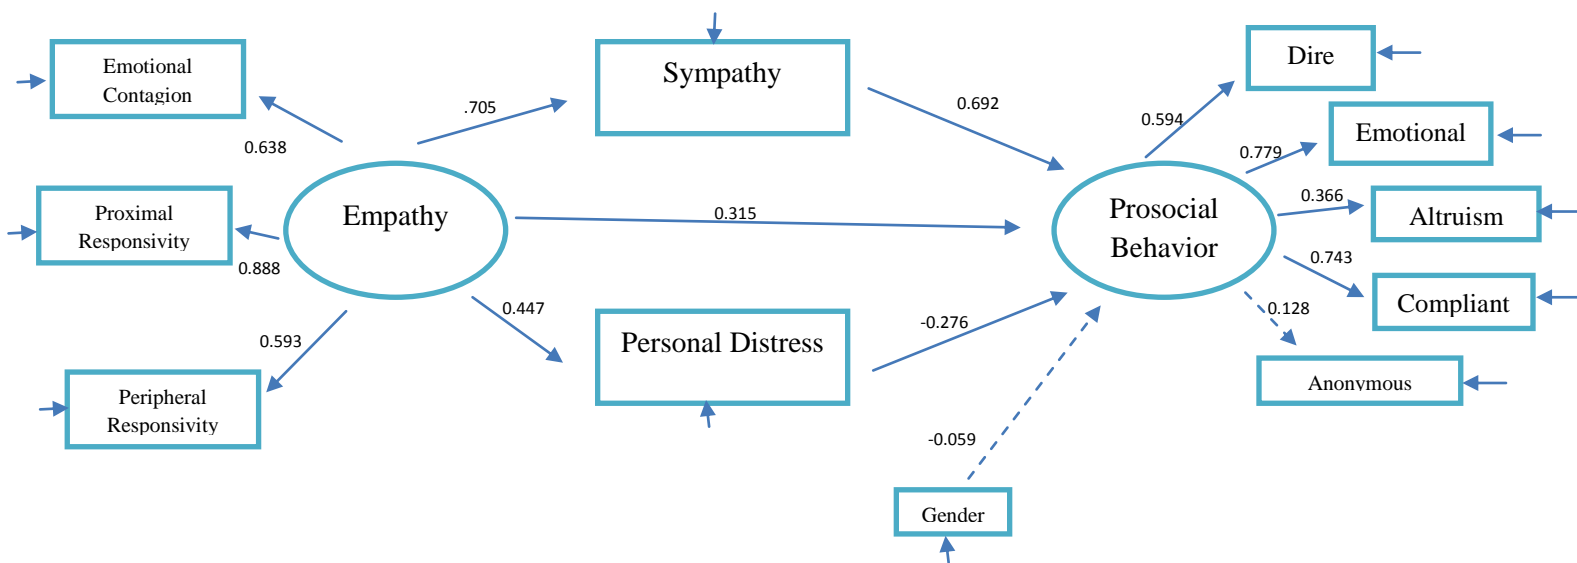 Emotional
Contagion
0.638
Proximal
Responsivity
0.888
0.593
Peripheral
Responsivity
Empathy
.705
Sympathy
0.692
0.315
0.447
Personal Distress
-0.276
-0.059
Gender
Prosocial
Behavior
0.594
Dire
0.779
Emotional
0.366
Altruism
0.743
Compliant
0.128
Anonymous